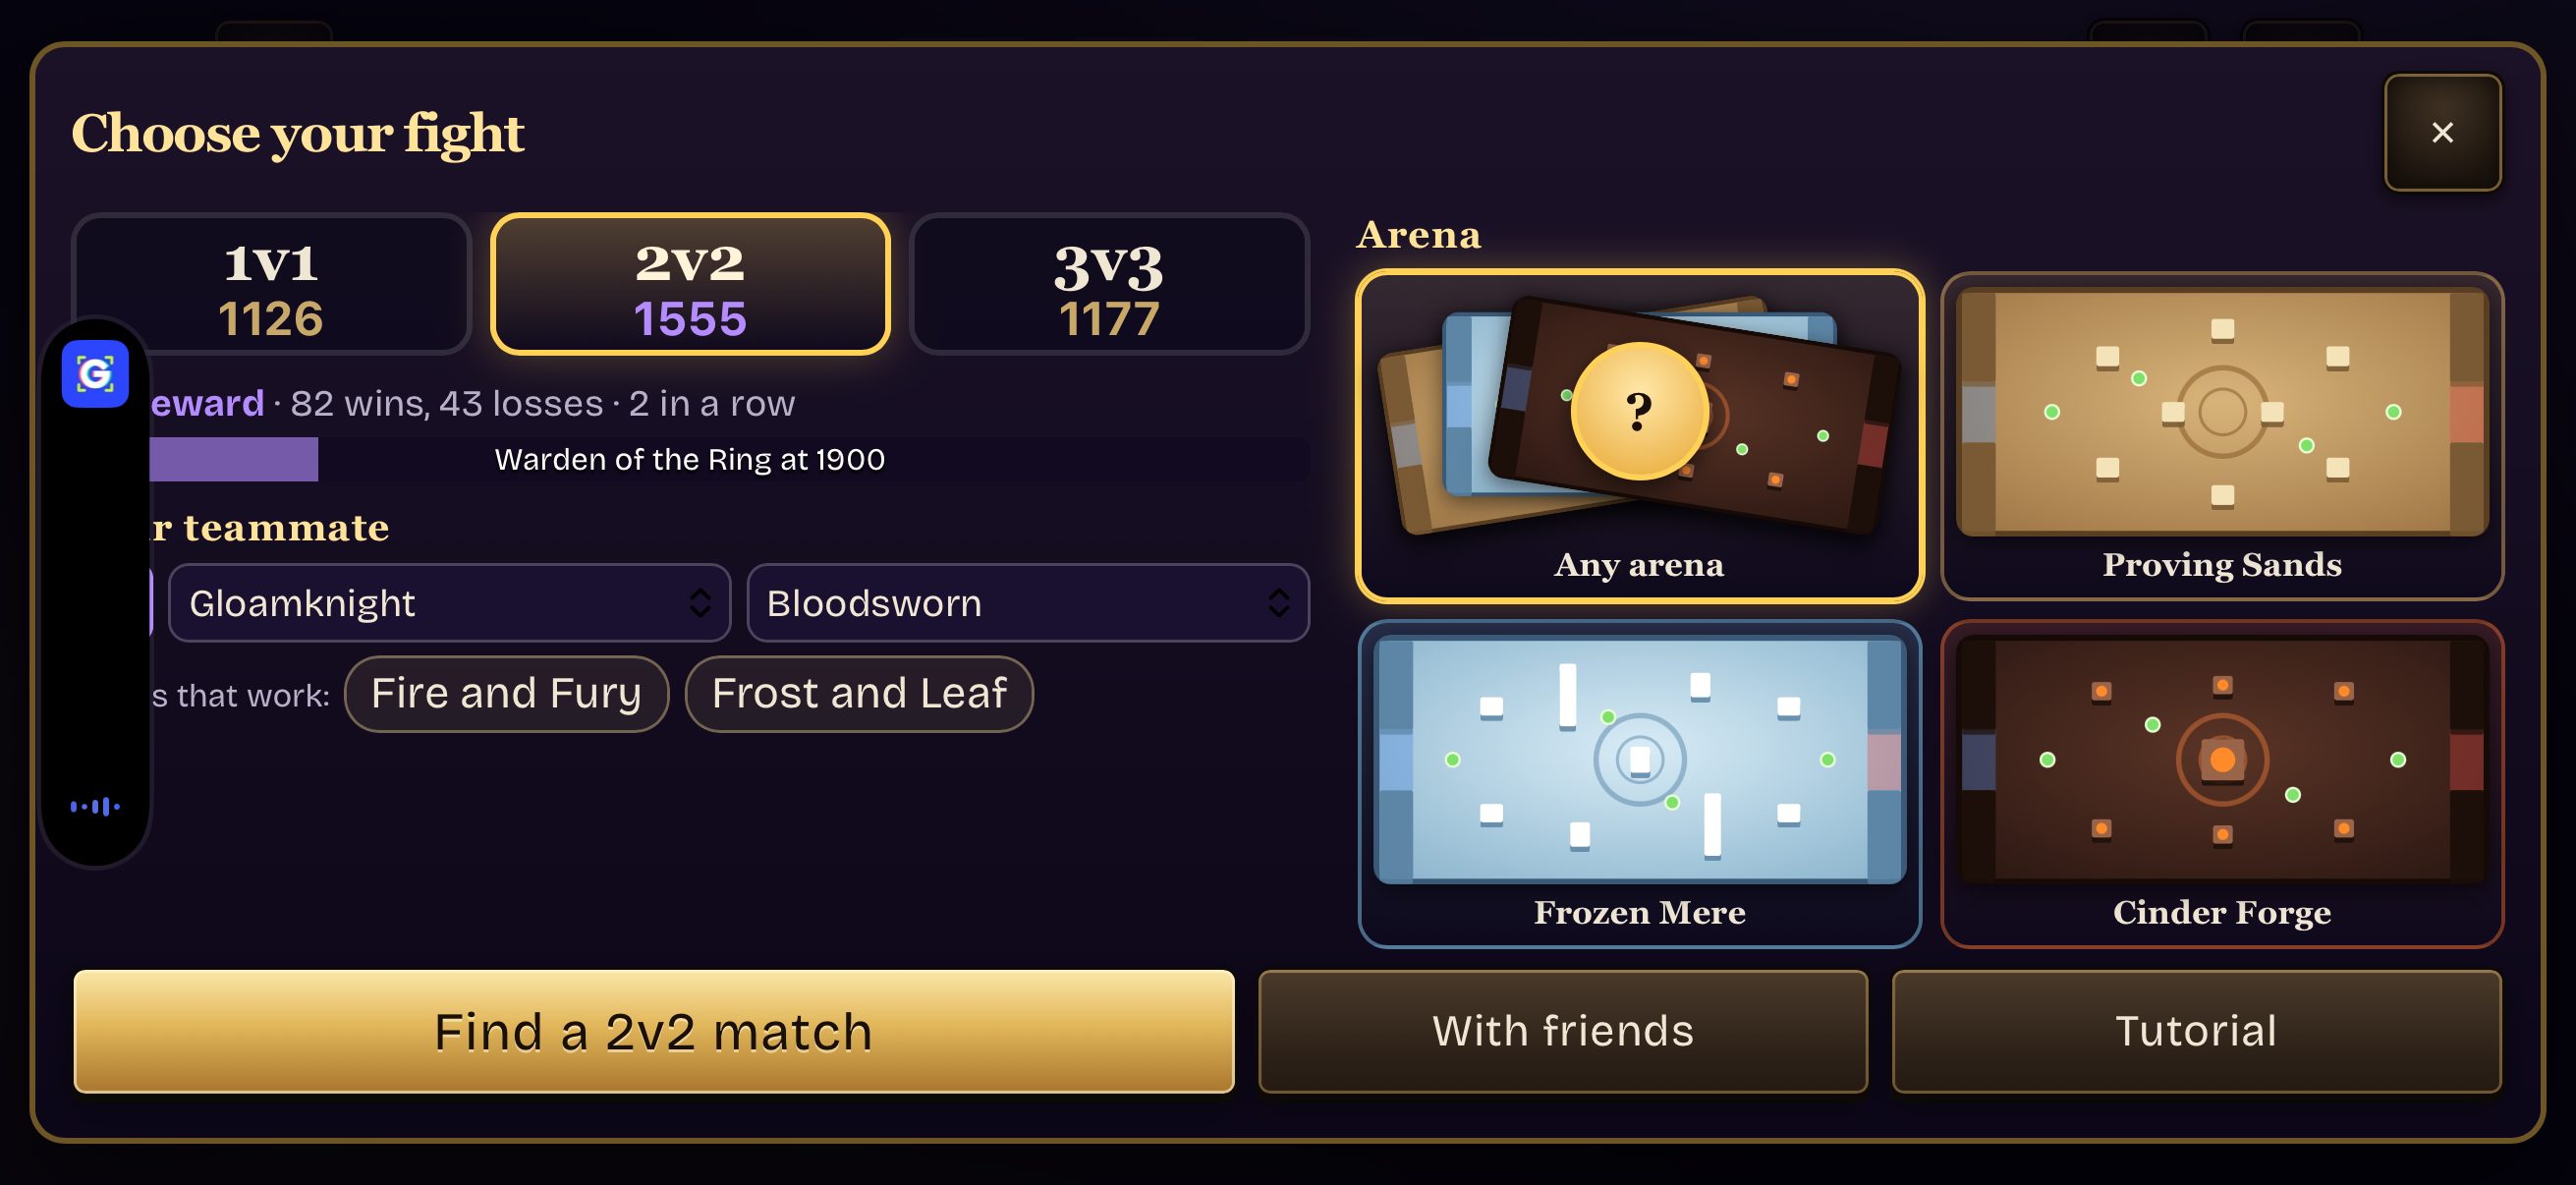 Choose your fight
×
1v1
1126
2v2
1555
3v3
1177
G
eward · 82 wins, 43 losses · 2 in a row
Warden of the Ring at 1900
r teammate
Gloamknight
Bloodsworn
s that work:
Fire and Fury
Frost and Leaf
Arena
?
Any arena
Proving Sands
Frozen Mere
Cinder Forge
Find a 2v2 match
With friends
Tutorial